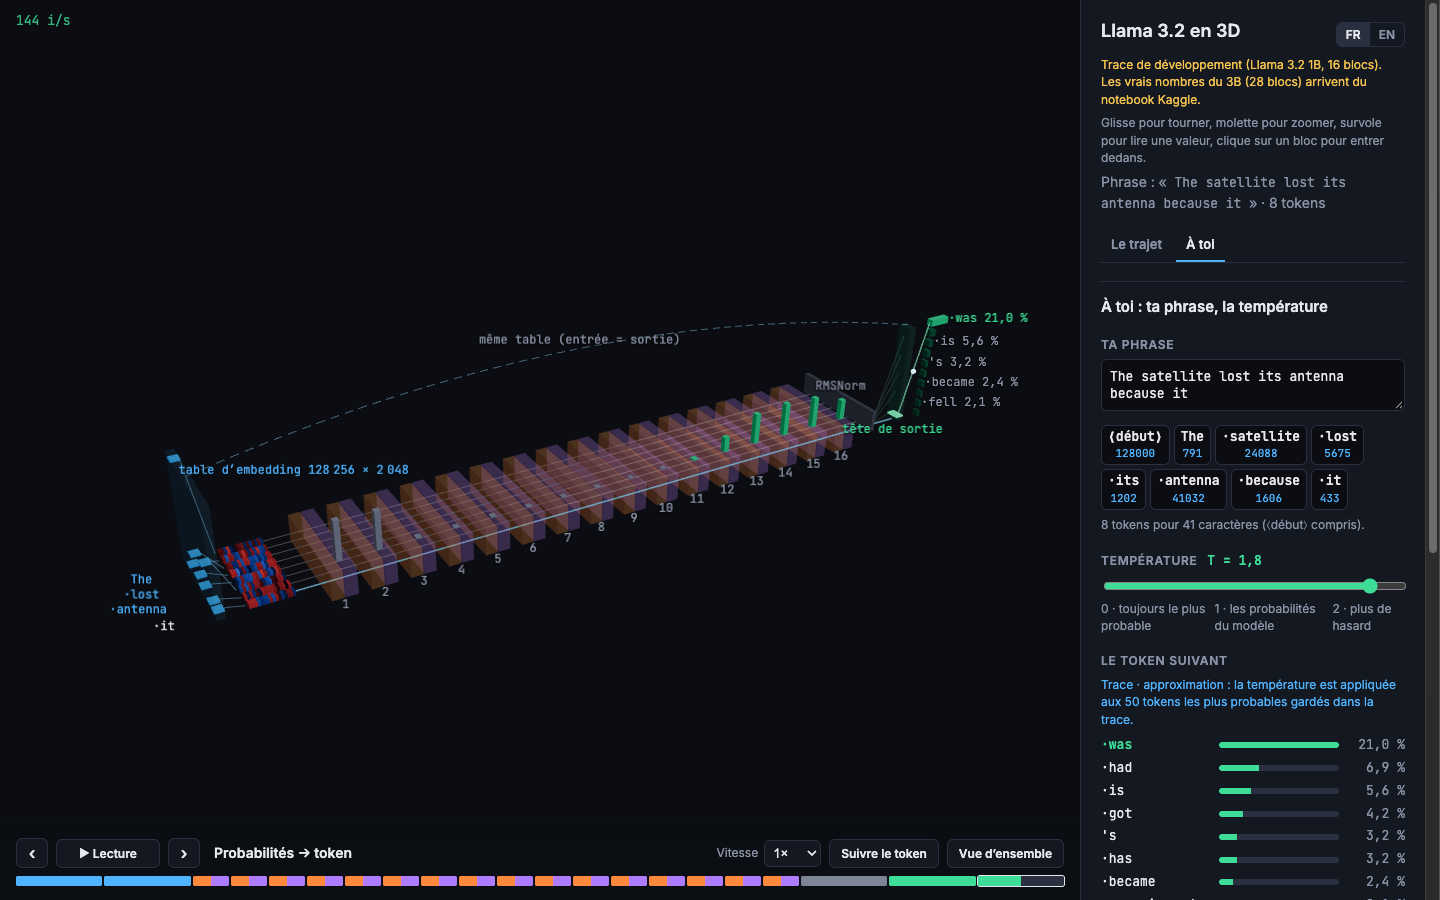 144 i/s
même table (entrée = sortie)
·was 21,0 %
·is 5,6 %
's 3,2 %
·became 2,4 %
·fell 2,1 %
RMSNorm
tête de sortie
table d’embedding 128 256 × 2 048
The
·lost
·antenna
·it
1
2
3
4
5
6
7
8
9
10
11
12
13
14
15
16
‹
Lecture
›
Probabilités → token
Vitesse
1×
Suivre le token
Vue d’ensemble
Llama 3.2 en 3D
FR
EN
Trace de développement (Llama 3.2 1B, 16 blocs).
Les vrais nombres du 3B (28 blocs) arrivent du
notebook Kaggle.
Glisse pour tourner, molette pour zoomer, survole
pour lire une valeur, clique sur un bloc pour entrer
dedans.
Phrase : « The satellite lost its
antenna because it » · 8 tokens
Le trajet
À toi
À toi : ta phrase, la température
TA PHRASE
The satellite lost its antenna
because it
⟨début⟩ The ·satellite ·lost
128000 791 24088 5675
·its ·antenna ·because ·it
1202 41032 1606 433
8 tokens pour 41 caractères (⟨début⟩ compris).
TEMPÉRATURE T = 1,8
0 · toujours le plus
probable
1 · les probabilités
du modèle
2 · plus de
hasard
LE TOKEN SUIVANT
Trace · approximation : la température est appliquée
aux 50 tokens les plus probables gardés dans la
trace.
·was 21,0 %
·had 6,9 %
·is 5,6 %
·got 4,2 %
's 3,2 %
·has 3,2 %
·became 2,4 %